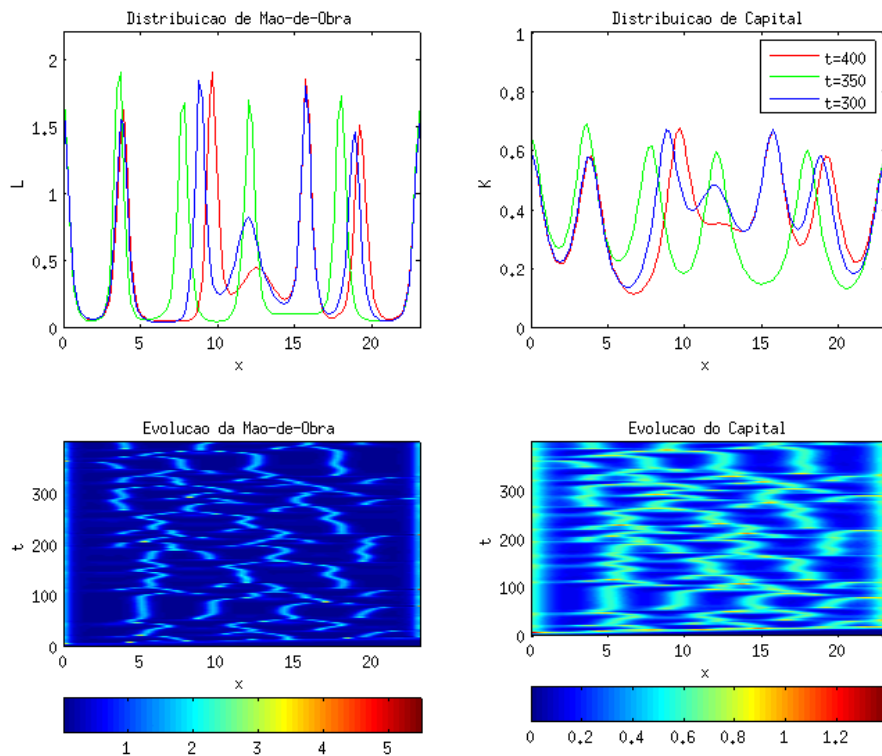 Distribuicao de Mao-de-Obra
2
1.5
L
1
0.5
0
0 5 10 15 20
x
Distribuicao de Capital
1
0.8
0.6
K
0.4
0.2
0
0 5 10 15 20
x
t=400
t=350
t=300
Evolucao da Mao-de-Obra
300
t
200
100
0
0 5 10 15 20
x
1 2 3 4 5
Evolucao do Capital
300
t
200
100
0
0 5 10 15 20
x
0 0.2 0.4 0.6 0.8 1 1.2